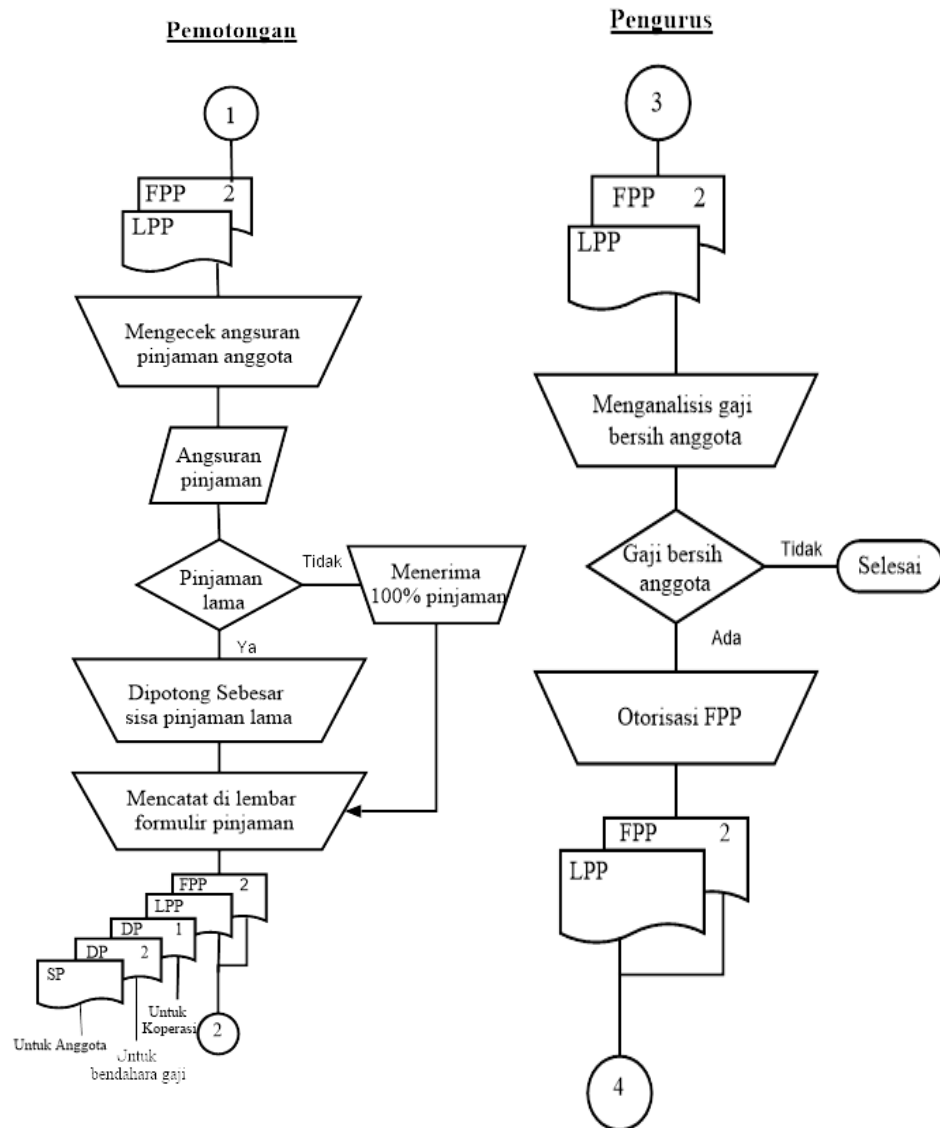 Pemotongan
1
FPP 2
LPP
Mengecek angsuran
pinjaman anggota
Angsuran
pinjaman
Pinjaman
lama
Tidak
Menerima
100% pinjaman
Ya
Dipotong Sebesar
sisa pinjaman lama
Mencatat di lembar
formulir pinjaman
FPP 2
LPP
DP 1
DP 2
SP
Untuk Anggota
Untuk
bendahara gaji
Untuk
Koperasi
2
Pengurus
3
FPP 2
LPP
Menganalisis gaji
bersih anggota
Gaji bersih
anggota
Tidak
Selesai
Ada
Otorisasi FPP
FPP 2
LPP
4